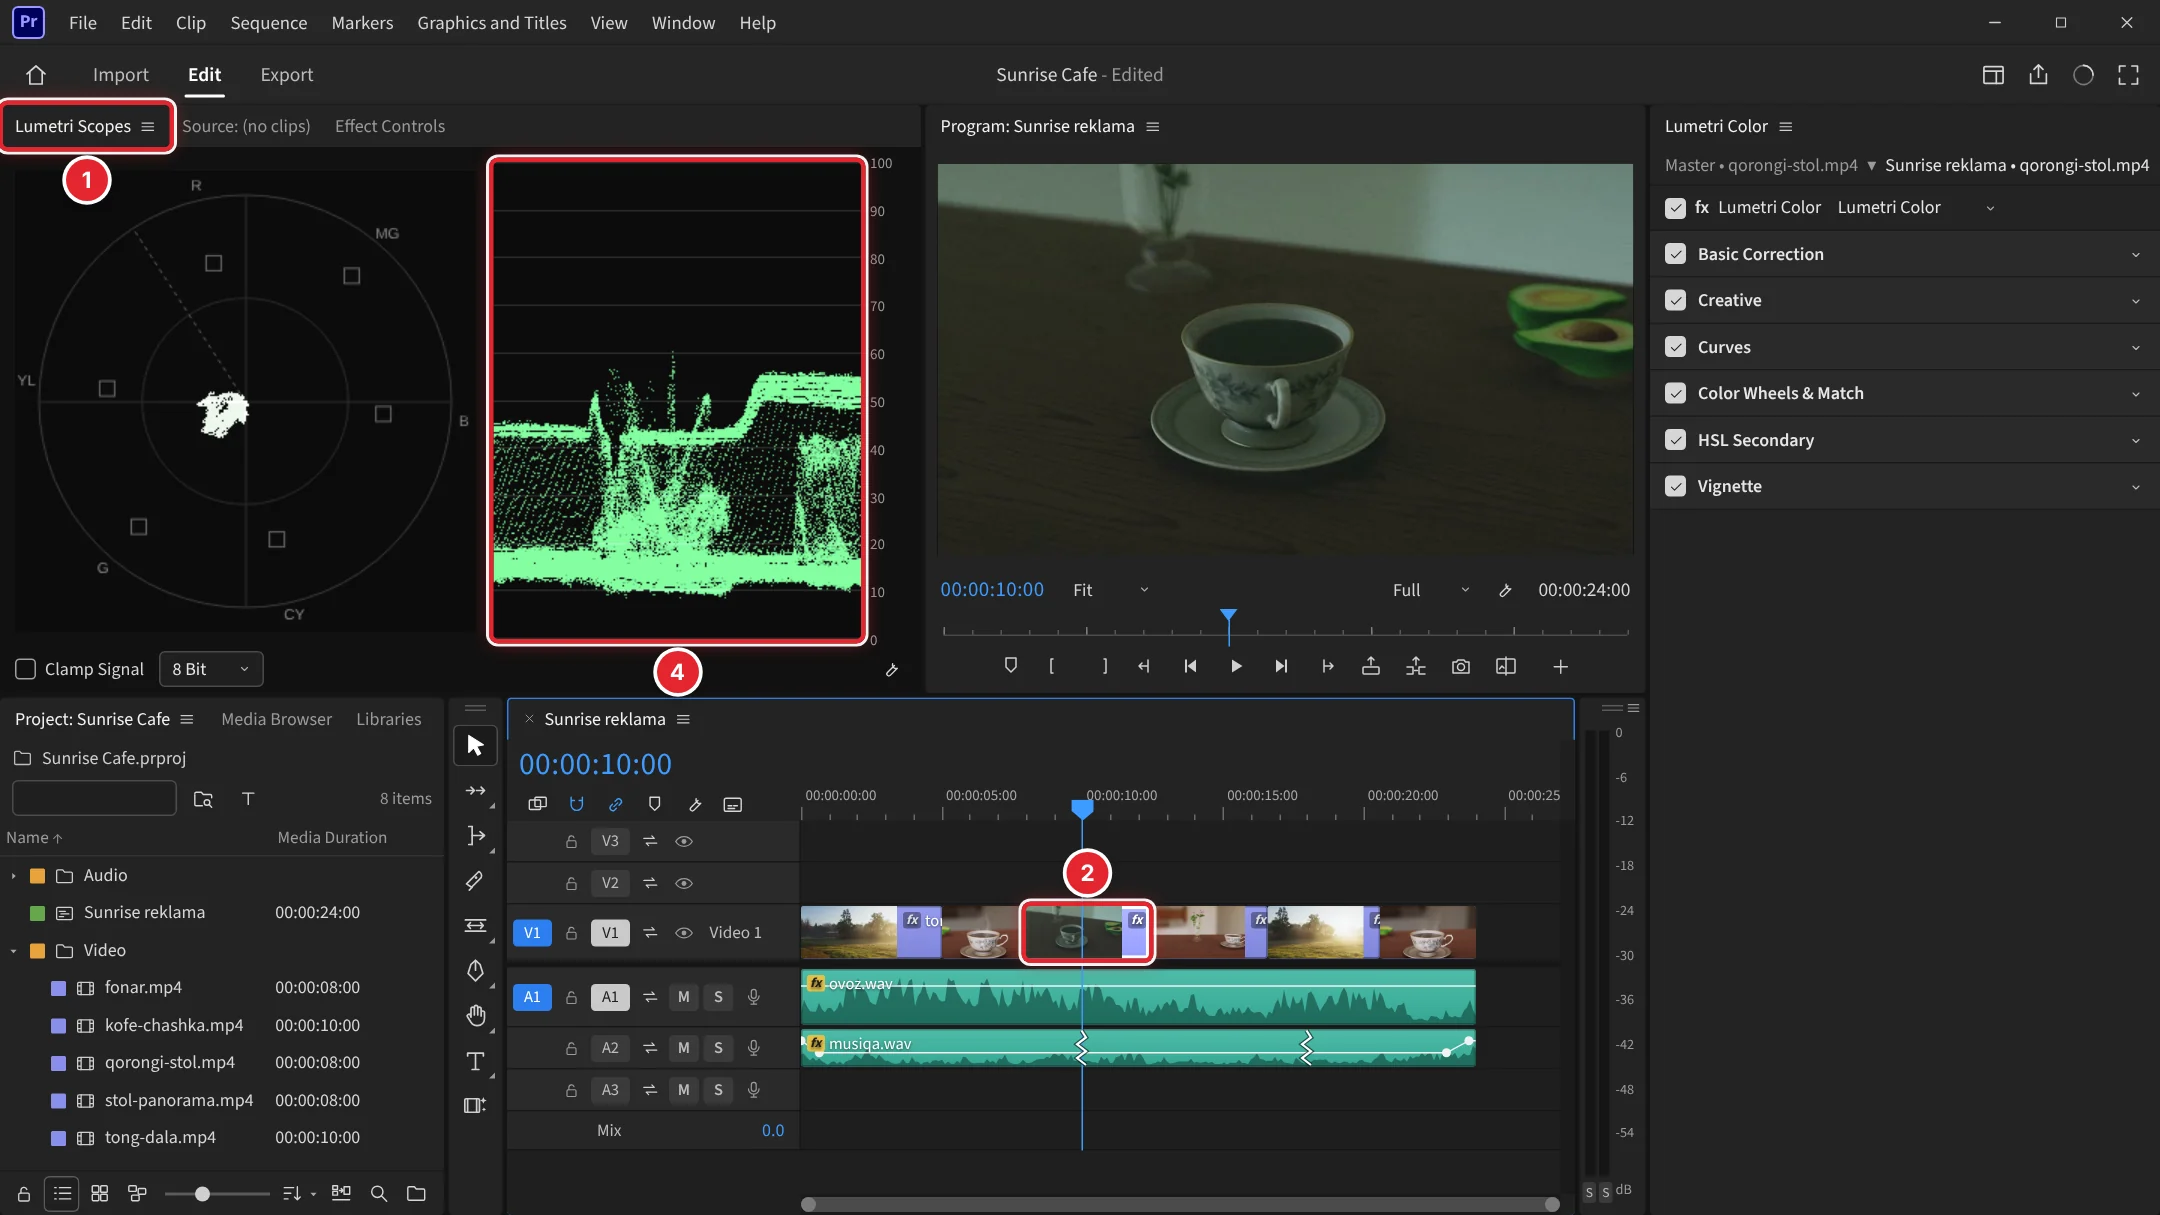 Pr File Edit Clip Sequence Markers Graphics and Titles View Window Help
Import Edit Export
Sunrise Cafe - Edited
Lumetri Scopes Source: (no clips) Effect Controls
1
R
MG
YL
B
G
CY
100
90
80
70
60
50
40
30
20
10
0
4
Clamp Signal 8 Bit
Program: Sunrise reklama
00:00:10:00 Fit Full 00:00:24:00
Lumetri Color
Master • qorongi-stol.mp4 Sunrise reklama • qorongi-stol.mp4
fx Lumetri Color Lumetri Color
Basic Correction
Creative
Curves
Color Wheels & Match
HSL Secondary
Vignette
Project: Sunrise Cafe Media Browser Libraries
Sunrise Cafe.prproj
8 items
Name Media Duration
Audio
Sunrise reklama 00:00:24:00
Video
fonar.mp4 00:00:08:00
kofe-chashka.mp4 00:00:10:00
qorongi-stol.mp4 00:00:08:00
stol-panorama.mp4 00:00:08:00
tong-dala.mp4 00:00:10:00
Sunrise reklama
00:00:10:00
00:00:00:00 00:00:05:00 00:00:10:00 00:00:15:00 00:00:20:00 00:00:25
V3
V2
2
V1 V1 Video 1
fx fx fx
A1 A1 M S
fx ovoz.wav
A2 M S
fx musiqa.wav
A3 M S
Mix 0.0
0
-6
-12
-18
-24
-30
-36
-42
-48
-54
S S dB